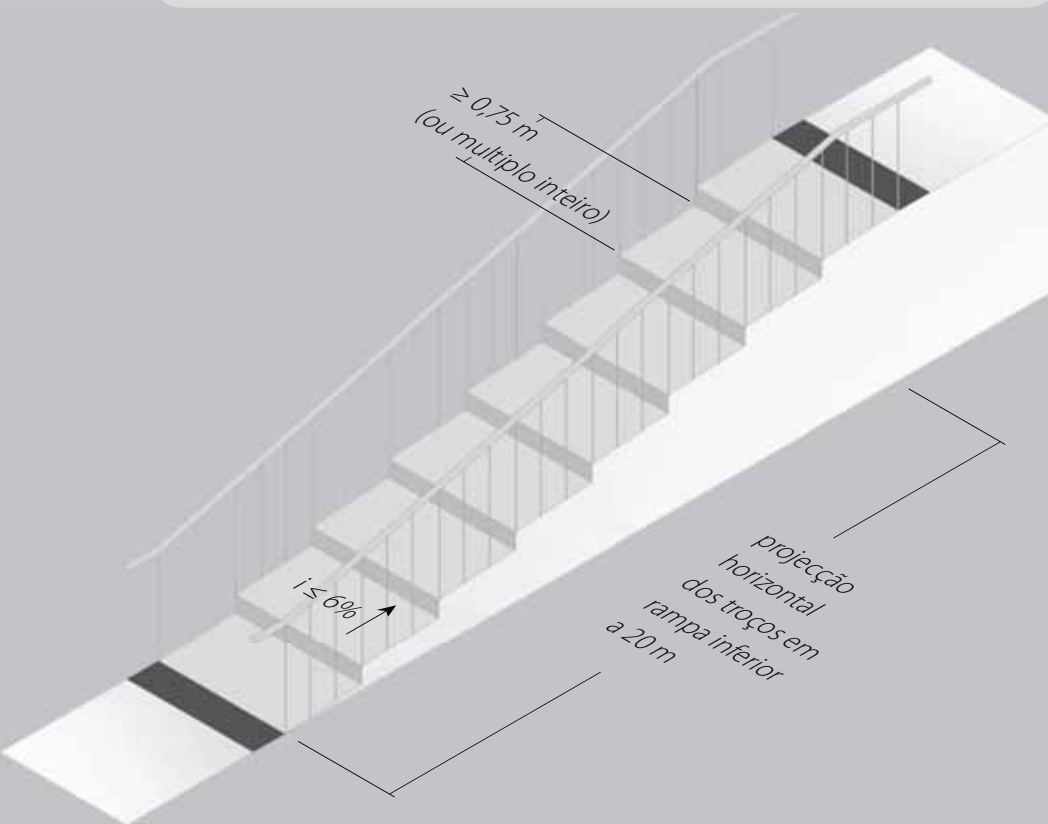 ≥ 0,75 m
(ou multiplo inteiro)
i ≤ 6%
projecção
horizontal
dos troços em
rampa inferior
a 20 m